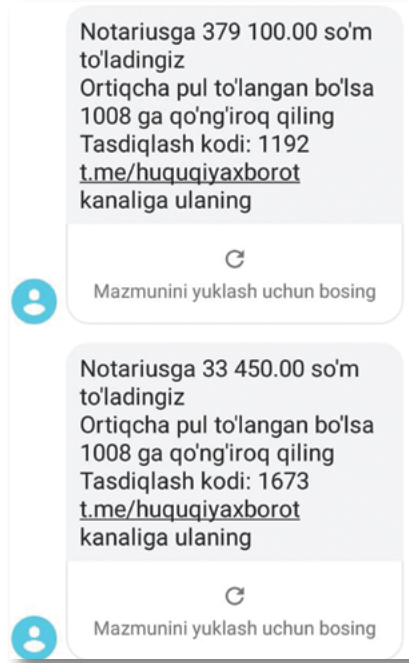 Notariusga 379 100.00 so'm
to'ladingiz
Ortiqcha pul to'langan bo'lsa
1008 ga qo'ng'iroq qiling
Tasdiqlash kodi: 1192
t.me/huquqiyaxborot
kanaliga ulaning
Mazmunini yuklash uchun bosing
Notariusga 33 450.00 so'm
to'ladingiz
Ortiqcha pul to'langan bo'lsa
1008 ga qo'ng'iroq qiling
Tasdiqlash kodi: 1673
t.me/huquqiyaxborot
kanaliga ulaning
Mazmunini yuklash uchun bosing